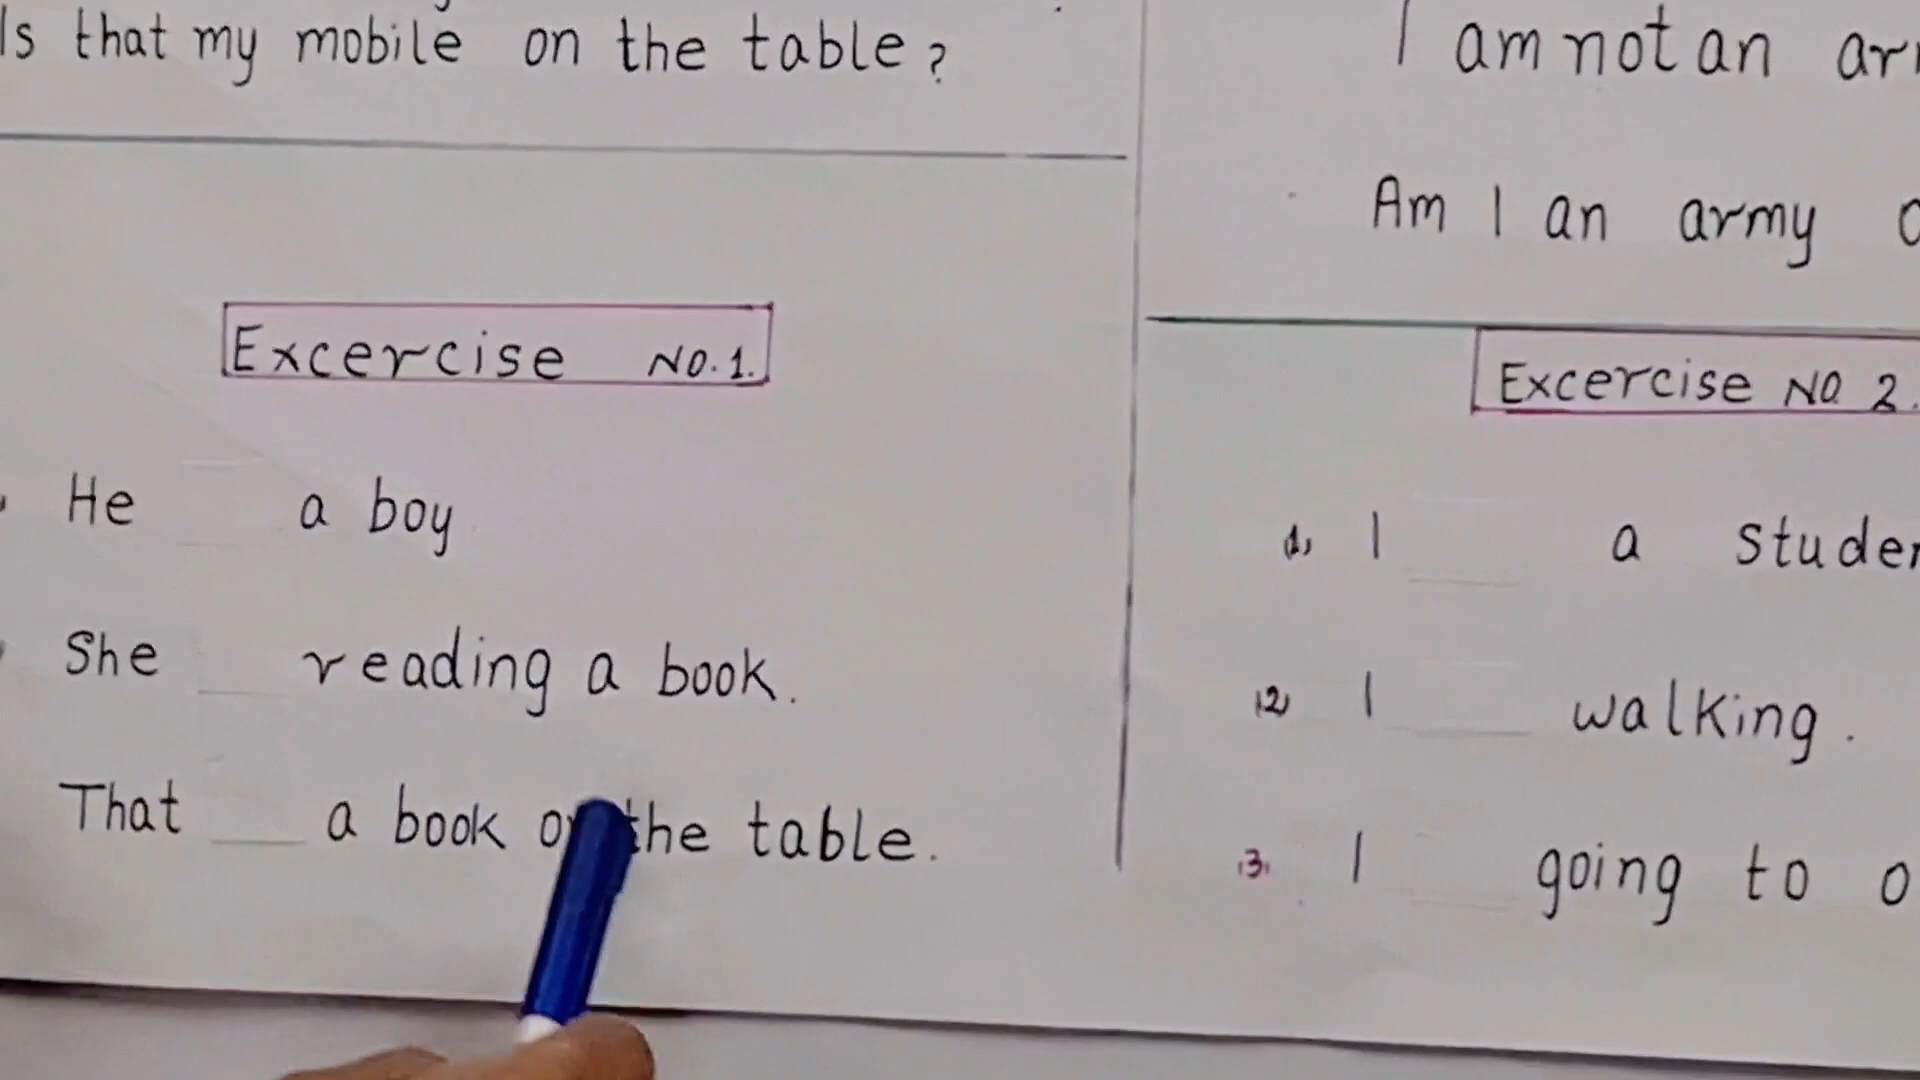 Is that my mobile on the table?
Excercise No. 1.
He a boy
She reading a book.
That a book the table.
I am not an
Am I an army
Excercise NO. 2.
1, I a
2, I walking.
3. I going to